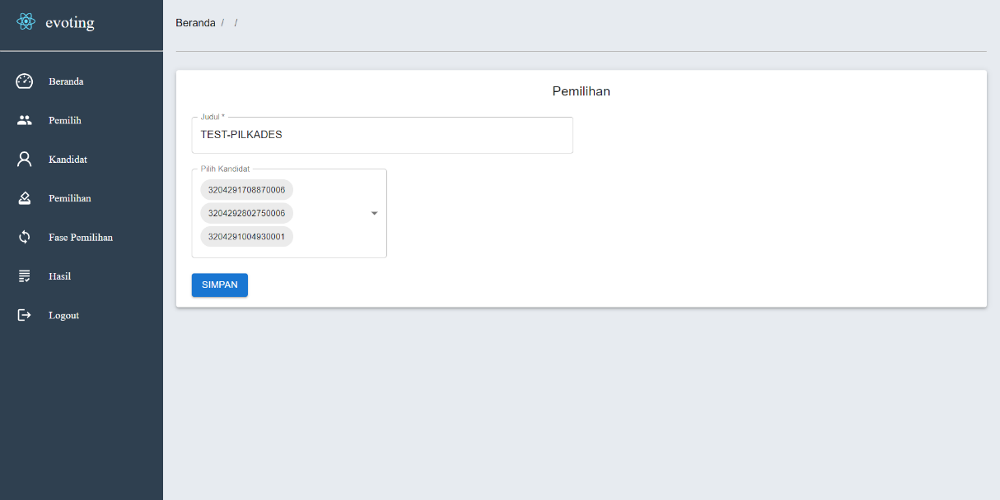 evoting
Beranda / /
Beranda
Pemilih
Kandidat
Pemilihan
Fase Pemilihan
Hasil
Logout
Pemilihan
Judul *
TEST-PILKADES
Pilih Kandidat
3204291708870006
3204292802750006
3204291004930001
SIMPAN